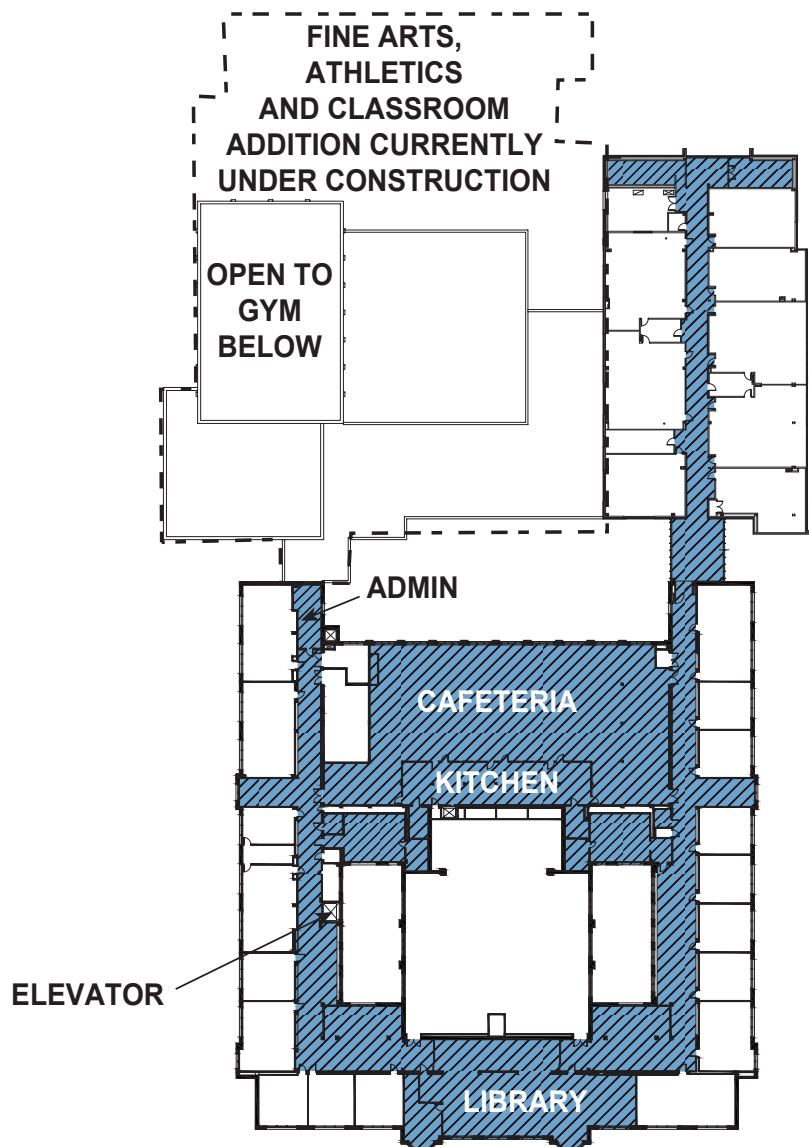 FINE ARTS,
ATHLETICS
AND CLASSROOM
ADDITION CURRENTLY
UNDER CONSTRUCTION
OPEN TO
GYM
BELOW
ADMIN
CAFETERIA
KITCHEN
ELEVATOR
LIBRARY